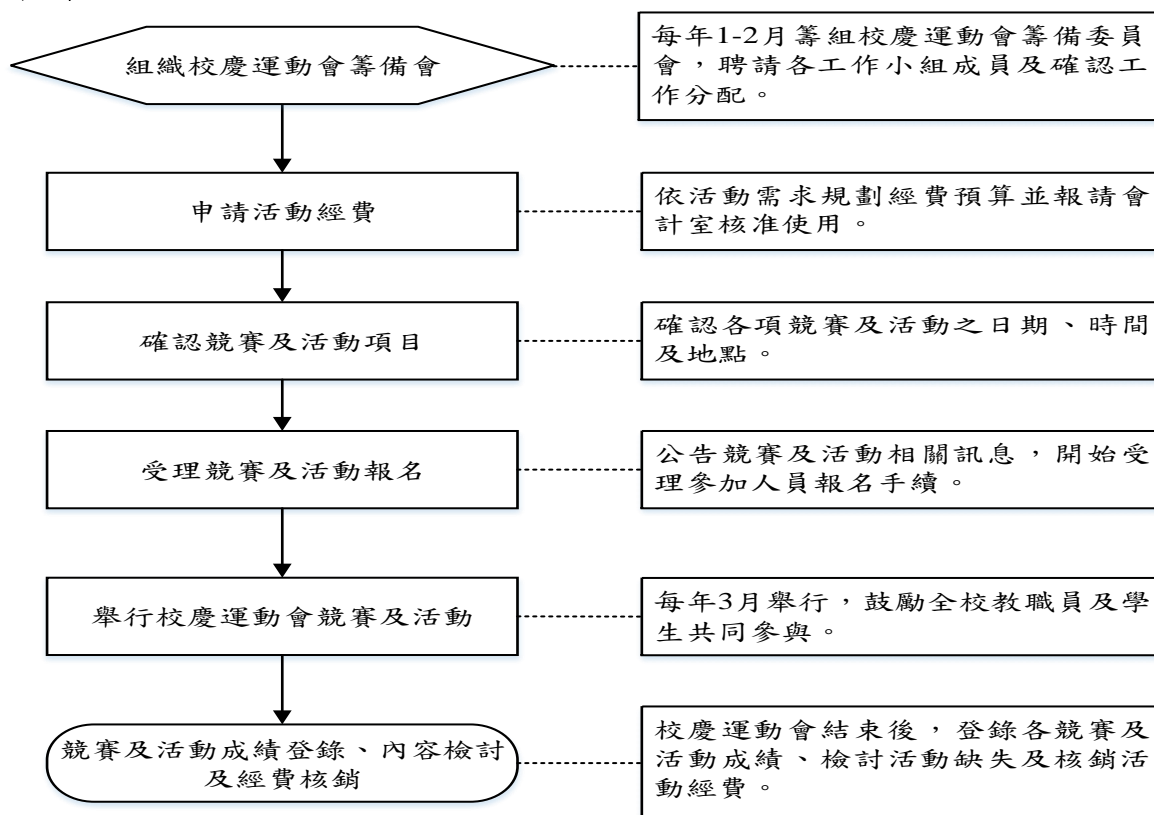 組織校慶運動會籌備會
每年1-2月籌組校慶運動會籌備委員
會，聘請各工作小組成員及確認工
作分配。
申請活動經費
依活動需求規劃經費預算並報請會
計室核准使用。
確認競賽及活動項目
確認各項競賽及活動之日期、時間
及地點。
受理競賽及活動報名
公告競賽及活動相關訊息，開始受
理參加人員報名手續。
舉行校慶運動會競賽及活動
每年3月舉行，鼓勵全校教職員及學
生共同參與。
競賽及活動成績登錄、內容檢討
及經費核銷
校慶運動會結束後，登錄各競賽及
活動成績、檢討活動缺失及核銷活
動經費。